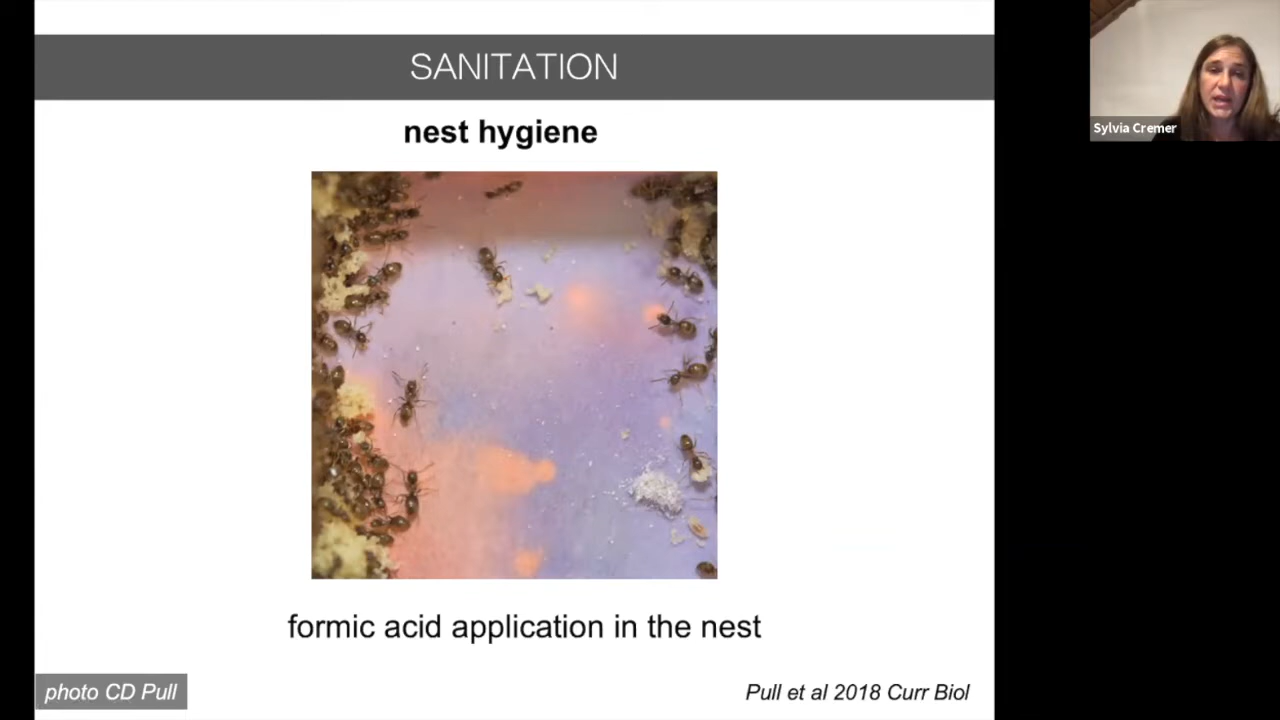 SANITATION
nest hygiene
Sylvia Cremer
formic acid application in the nest
photo CD Pull
Pull et al 2018 Curr Biol